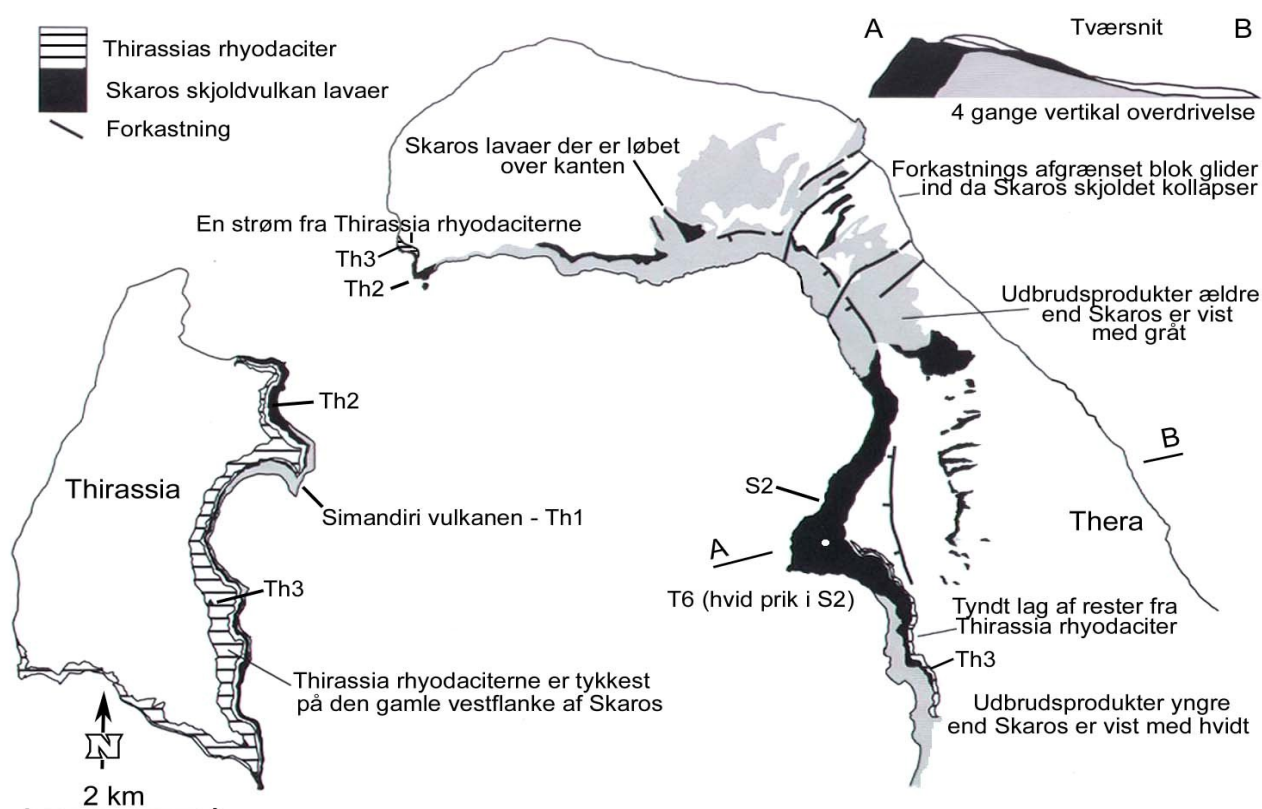 Thirassias rhyodaciter
Skaros skjoldvulkan lavaer
Forkastning
A
Tværsnit
B
4 gange vertikal overdrivelse
Skaros lavaer der er løbet
over kanten
Forkastnings afgrænset blok glider
ind da Skaros skjoldet kollapser
En strøm fra Thirassia rhyodaciterne
Th3
Th2
Udbrudsprodukter ældre
end Skaros er vist
med gråt
Th2
Thirassia
Simandiri vulkanen - Th1
S2
B
Thera
A
T6 (hvid prik i S2)
Th3
Tyndt lag af rester fra
Thirassia rhyodaciter
Th3
Thirassia rhyodaciterne er tykkest
på den gamle vestflanke af Skaros
Udbrudsprodukter yngre
end Skaros er vist med hvidt
N
2 km